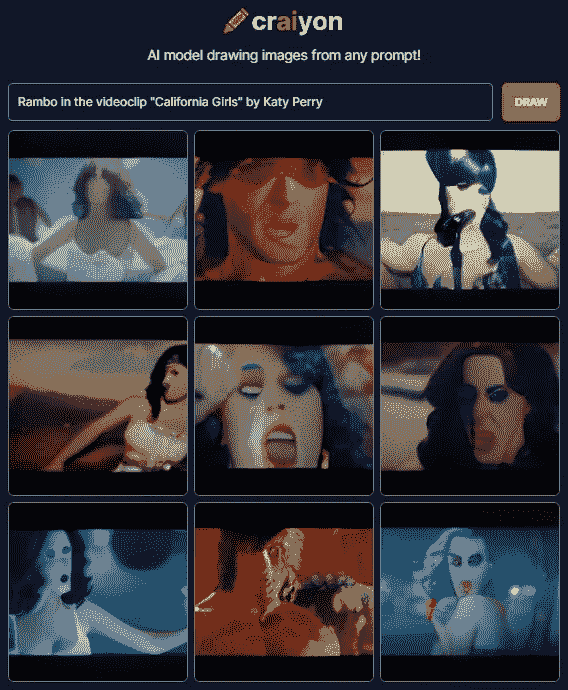 craiyon
AI model drawing images from any prompt!
Rambo in the videoclip "California Girls" by Katy Perry
DRAW